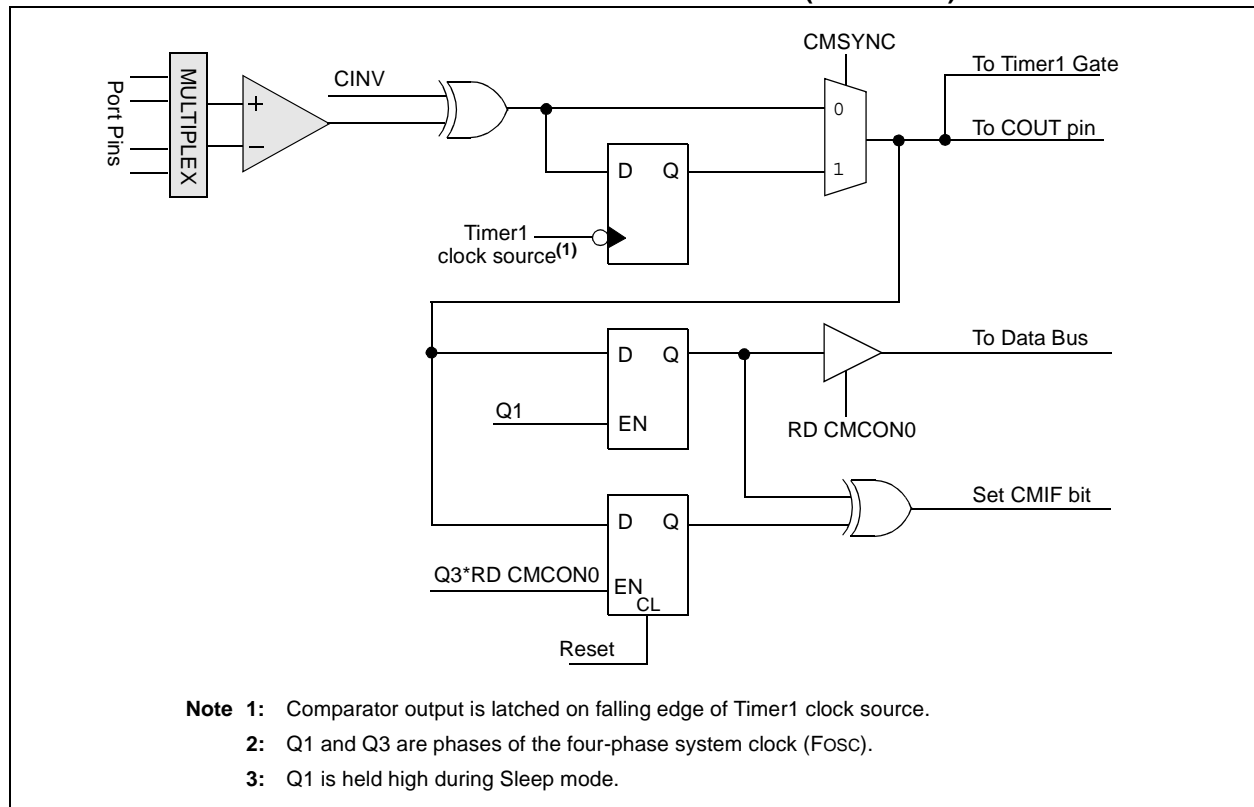 CMSYNC
To Timer1 Gate
CINV
MULTIPLEX
Port Pins
+
−
0
To COUT pin
D Q
1
Timer1
clock source(1)
D Q
To Data Bus
Q1
EN
RD CMCON0
D Q
Set CMIF bit
Q3*RD CMCON0
EN
CL
Reset
Note 1: Comparator output is latched on falling edge of Timer1 clock source.
2: Q1 and Q3 are phases of the four-phase system clock (FOSC).
3: Q1 is held high during Sleep mode.